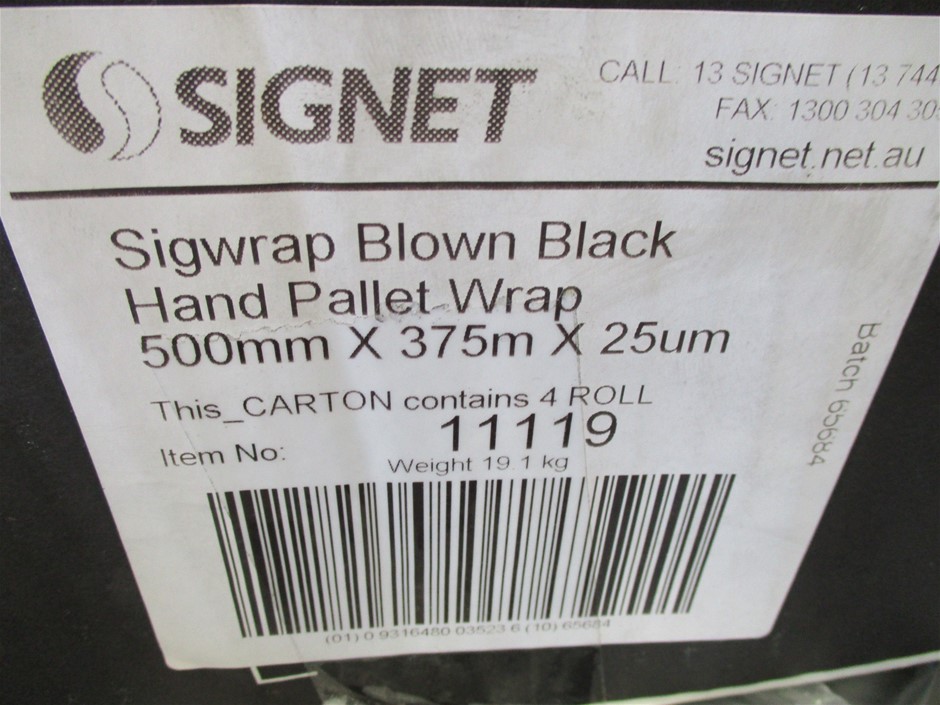 SIGNET
CALL: 13 SIGNET (13 744
FAX: 1300 304 30
signet.net.au
Sigwrap Blown Black
Hand Pallet Wrap
500mm X 375m X 25um
This_CARTON contains 4 ROLL
Item No: 11119
Weight 19.1 kg
Batch 65684
(01) 0 9316480 03523 6 (10) 65684